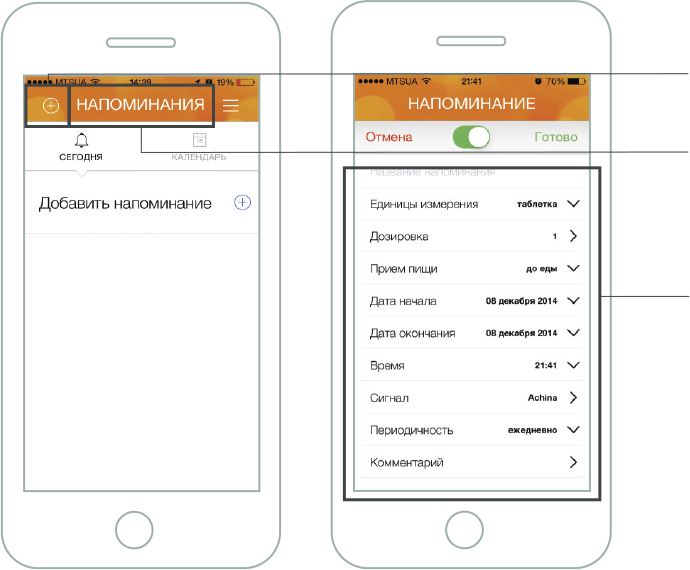 MTSUA 14:39 19%
НАПОМИНАНИЯ
СЕГОДНЯ
КАЛЕНДАРЬ
Добавить напоминание
MTSUA 21:41 70%
НАПОМИНАНИЕ
Отмена Готово
Название напоминания
Единицы измерения таблетка
Дозировка 1
Прием пищи до еды
Дата начала 08 декабря 2014
Дата окончания 08 декабря 2014
Время 21:41
Сигнал Achina
Периодичность ежедневно
Комментарий